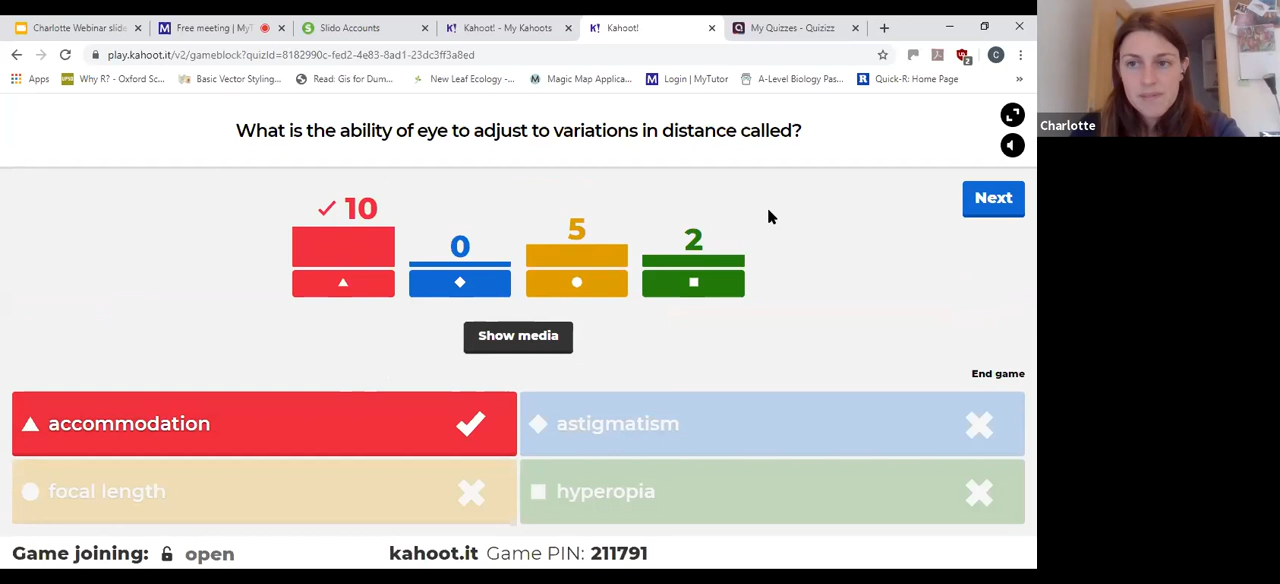 Charlotte Webinar slide
Free meeting | MyT
Slido Accounts
K! Kahoot! - My Kahoots
K! Kahoot!
My Quizzes - Quizizz
play.kahoot.it/v2/gameblock?quizId=8182990c-fed2-4e83-8ad1-23dc3ff3a8ed
C
2
Apps
Why R? - Oxford Sc...
Basic Vector Styling...
Read: Gis for Dum...
New Leaf Ecology -...
Magic Map Applica...
Login | MyTutor
A-Level Biology Pas...
Quick-R: Home Page
»
What is the ability of eye to adjust to variations in distance called?
Charlotte
Next
10
0
5
2
Show media
End game
accommodation
astigmatism
focal length
hyperopia
Game joining: open
kahoot.it Game PIN: 211791